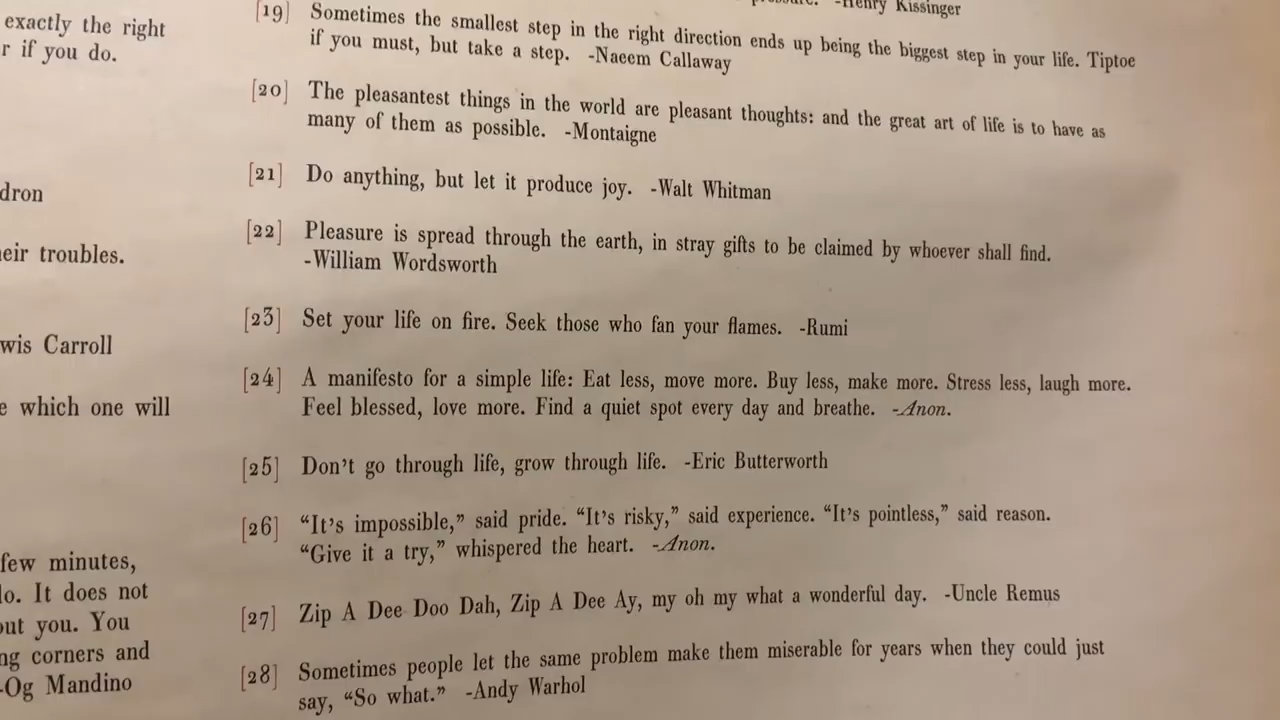 exactly the right
r if you do.
dron
eir troubles.
wis Carroll
e which one will
few minutes,
lo. It does not
out you. You
ng corners and
-Og Mandino
-Henry Kissinger
[19] Sometimes the smallest step in the right direction ends up being the biggest step in your life. Tiptoe
if you must, but take a step. -Naeem Callaway
[20] The pleasantest things in the world are pleasant thoughts: and the great art of life is to have as
many of them as possible. -Montaigne
[21] Do anything, but let it produce joy. -Walt Whitman
[22] Pleasure is spread through the earth, in stray gifts to be claimed by whoever shall find.
-William Wordsworth
[23] Set your life on fire. Seek those who fan your flames. -Rumi
[24] A manifesto for a simple life: Eat less, move more. Buy less, make more. Stress less, laugh more.
Feel blessed, love more. Find a quiet spot every day and breathe. -Anon.
[25] Don't go through life, grow through life. -Eric Butterworth
[26] “It's impossible,” said pride. “It's risky,” said experience. “It's pointless,” said reason.
“Give it a try,” whispered the heart. -Anon.
[27] Zip A Dee Doo Dah, Zip A Dee Ay, my oh my what a wonderful day. -Uncle Remus
[28] Sometimes people let the same problem make them miserable for years when they could just
say, “So what.” -Andy Warhol